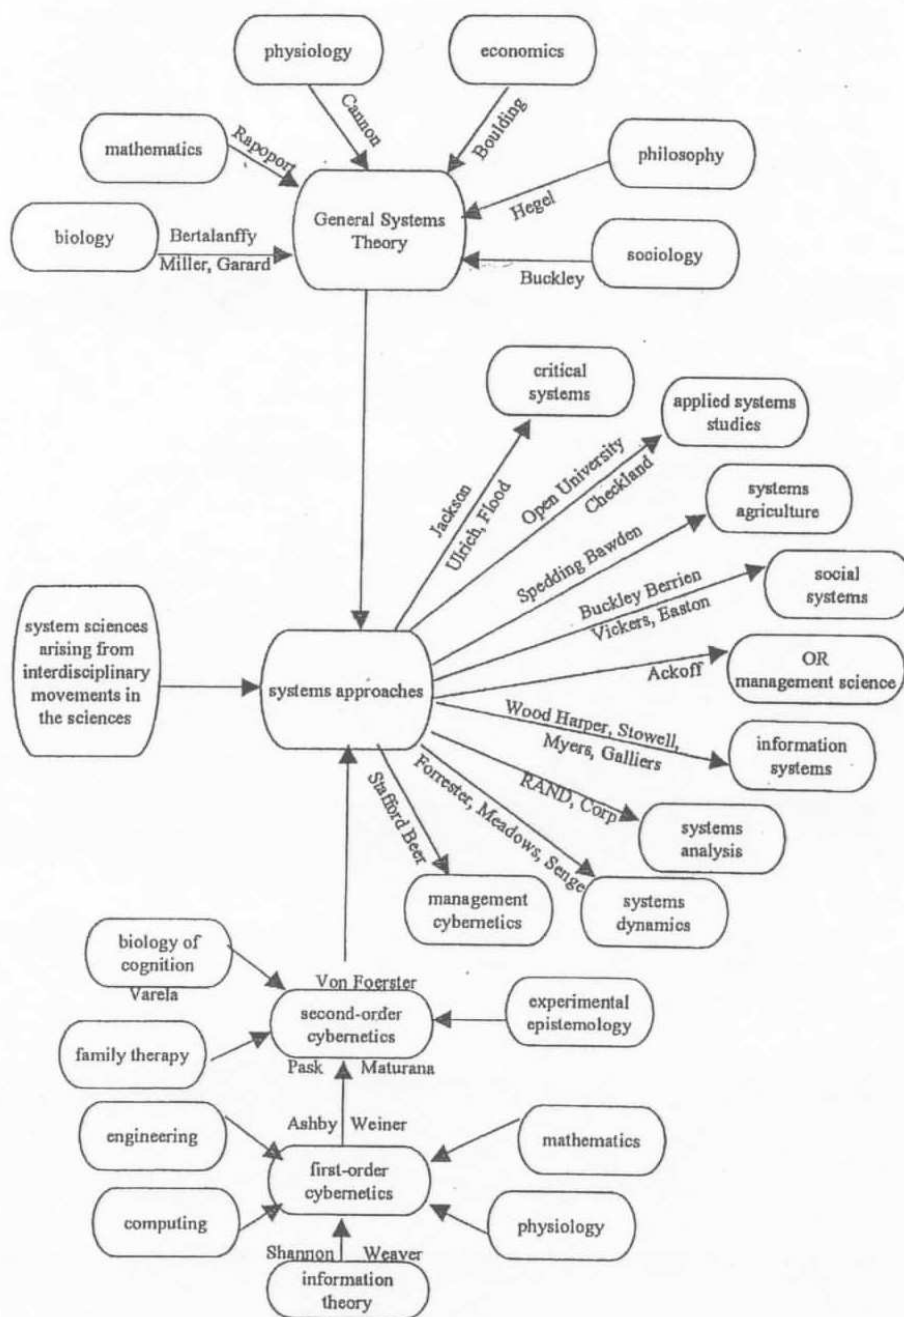 physiology
economics
Cannon
Boulding
mathematics
Rapoport
philosophy
General Systems
Theory
Hegel
biology
Bertalanffy
Miller, Garard
sociology
Buckley
critical
systems
applied systems
studies
Jackson
Ulrich, Flood
Open University
Checkland
systems
agriculture
Spedding Bawden
Buckley Berrien
Vickers, Easton
social
systems
system sciences
arising from
interdisciplinary
movements in
the sciences
systems approaches
Ackoff
OR
management science
Wood Harper, Stowell,
Myers, Galliers
information
systems
RAND, Corp
systems
analysis
Forrester, Meadows, Senge
systems
dynamics
Stafford Beer
management
cybernetics
biology of
cognition
Varela
Von Foerster
second-order
cybernetics
experimental
epistemology
family therapy
Pask
Maturana
Ashby
Weiner
engineering
mathematics
first-order
cybernetics
computing
physiology
Shannon
Weaver
information
theory